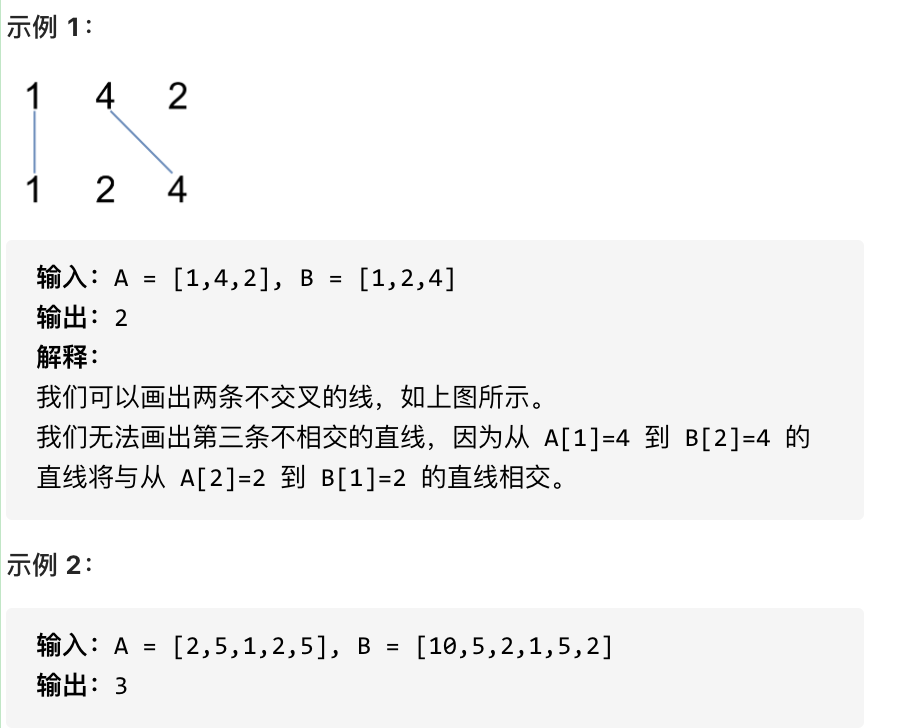 示例 1：
1 4 2
1 2 4
输入：A = [1,4,2], B = [1,2,4]
输出：2
解释：
我们可以画出两条不交叉的线，如上图所示。
我们无法画出第三条不相交的直线，因为从 A[1]=4 到 B[2]=4 的
直线将与从 A[2]=2 到 B[1]=2 的直线相交。
示例 2：
输入：A = [2,5,1,2,5], B = [10,5,2,1,5,2]
输出：3